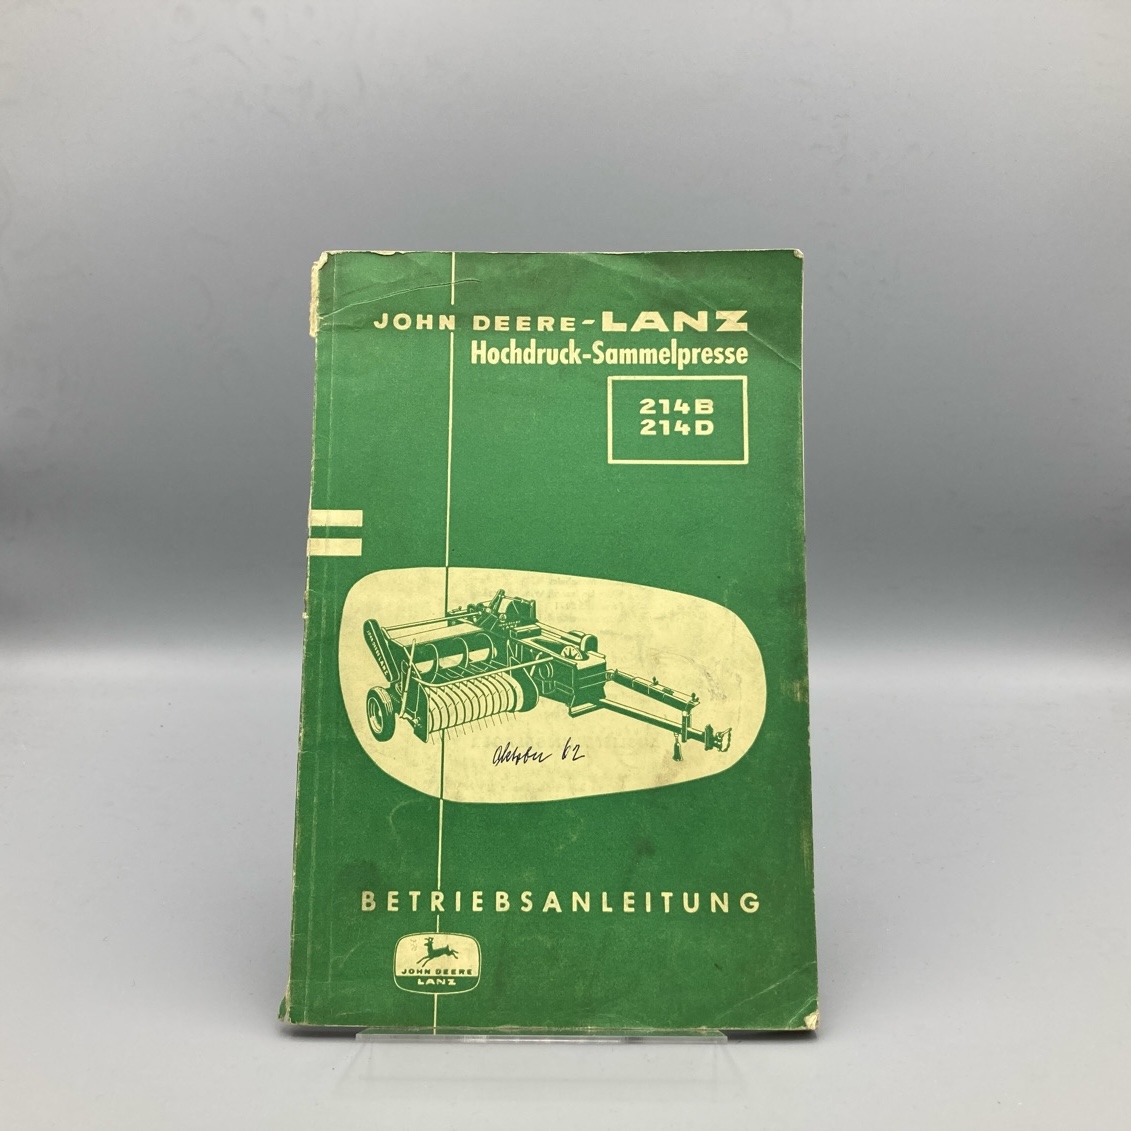 JOHN DEERE-LANZ
Hochdruck-Sammelpresse
214B
214D
Oktober 62
BETRIEBSANLEITUNG
JOHN DEERE
LANZ